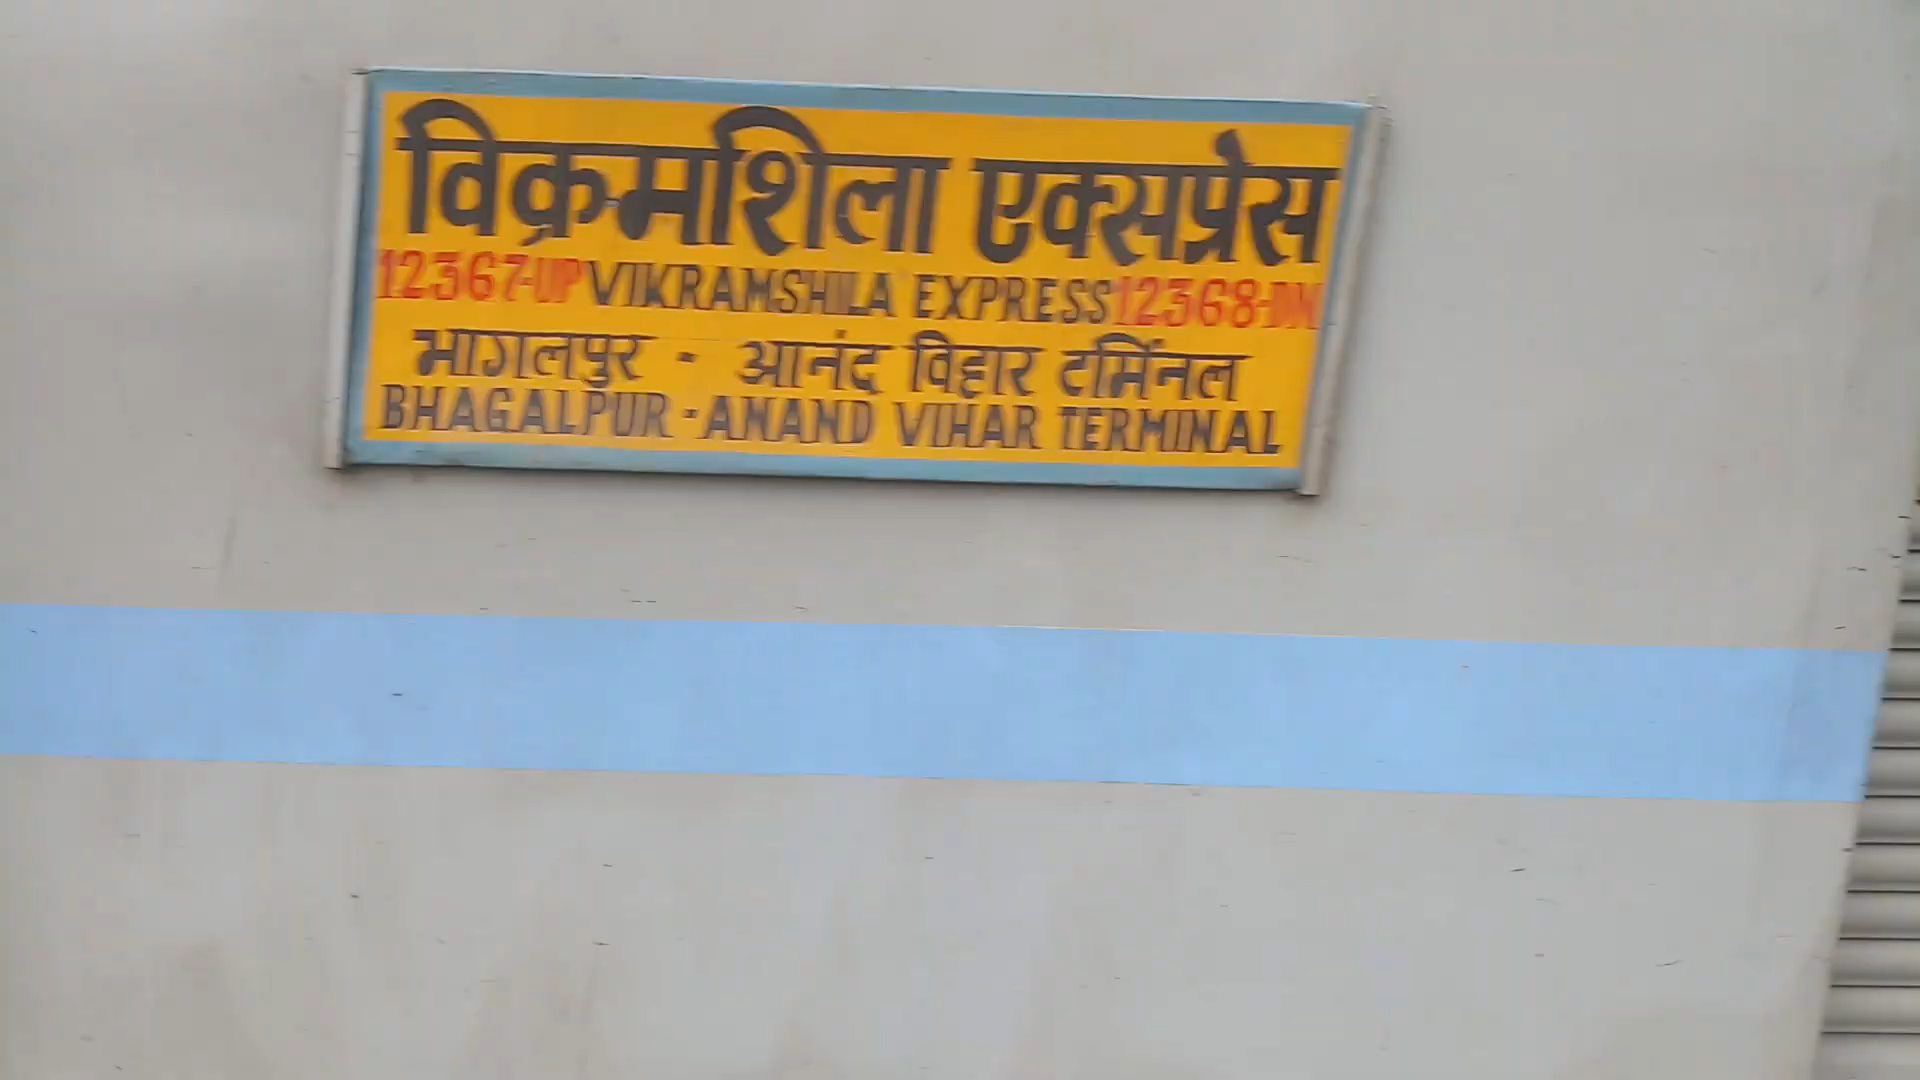 विक्रमशिला एक्सप्रेस
12367-UP VIKRAMSHILA EXPRESS 12368-DN
भागलपुर - आनंद विहार टर्मिनल
BHAGALPUR - ANAND VIHAR TERMINAL